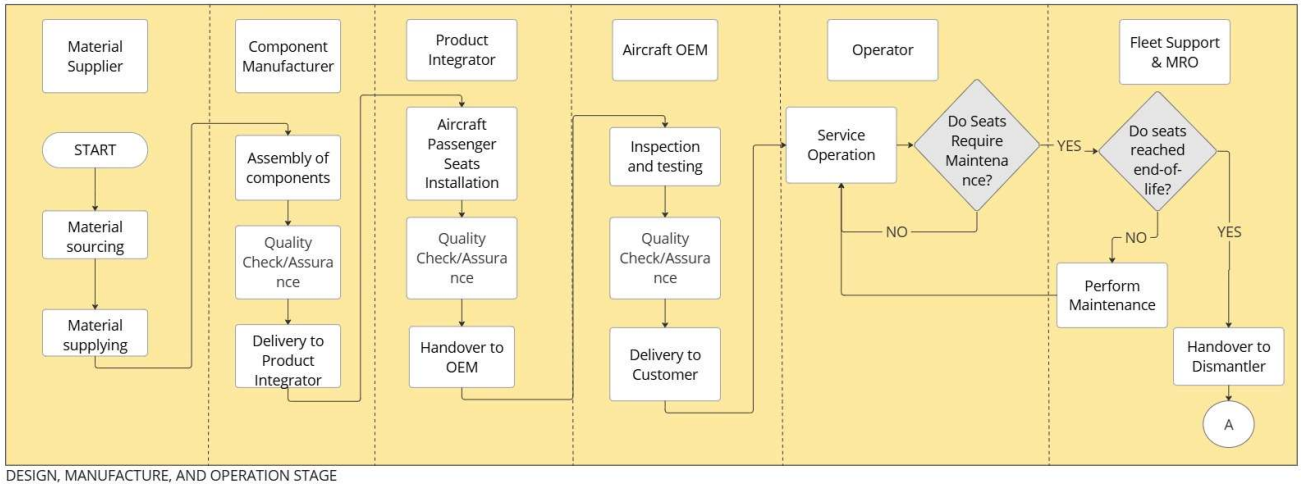 Material
Supplier
START
Material
sourcing
Material
supplying
Component
Manufacturer
Assembly of
components
Quality
Check/Assura
nce
Delivery to
Product
Integrator
Product
Integrator
Aircraft
Passenger
Seats
Installation
Quality
Check/Assura
nce
Handover to
OEM
Aircraft OEM
Inspection
and testing
Quality
Check/Assura
nce
Delivery to
Customer
Operator
Service
Operation
Do Seats
Require
Maintena
nce?
YES
NO
Fleet Support
& MRO
Do seats
reached
end-of-
life?
NO
YES
Perform
Maintenance
Handover to
Dismantler
A
DESIGN, MANUFACTURE, AND OPERATION STAGE